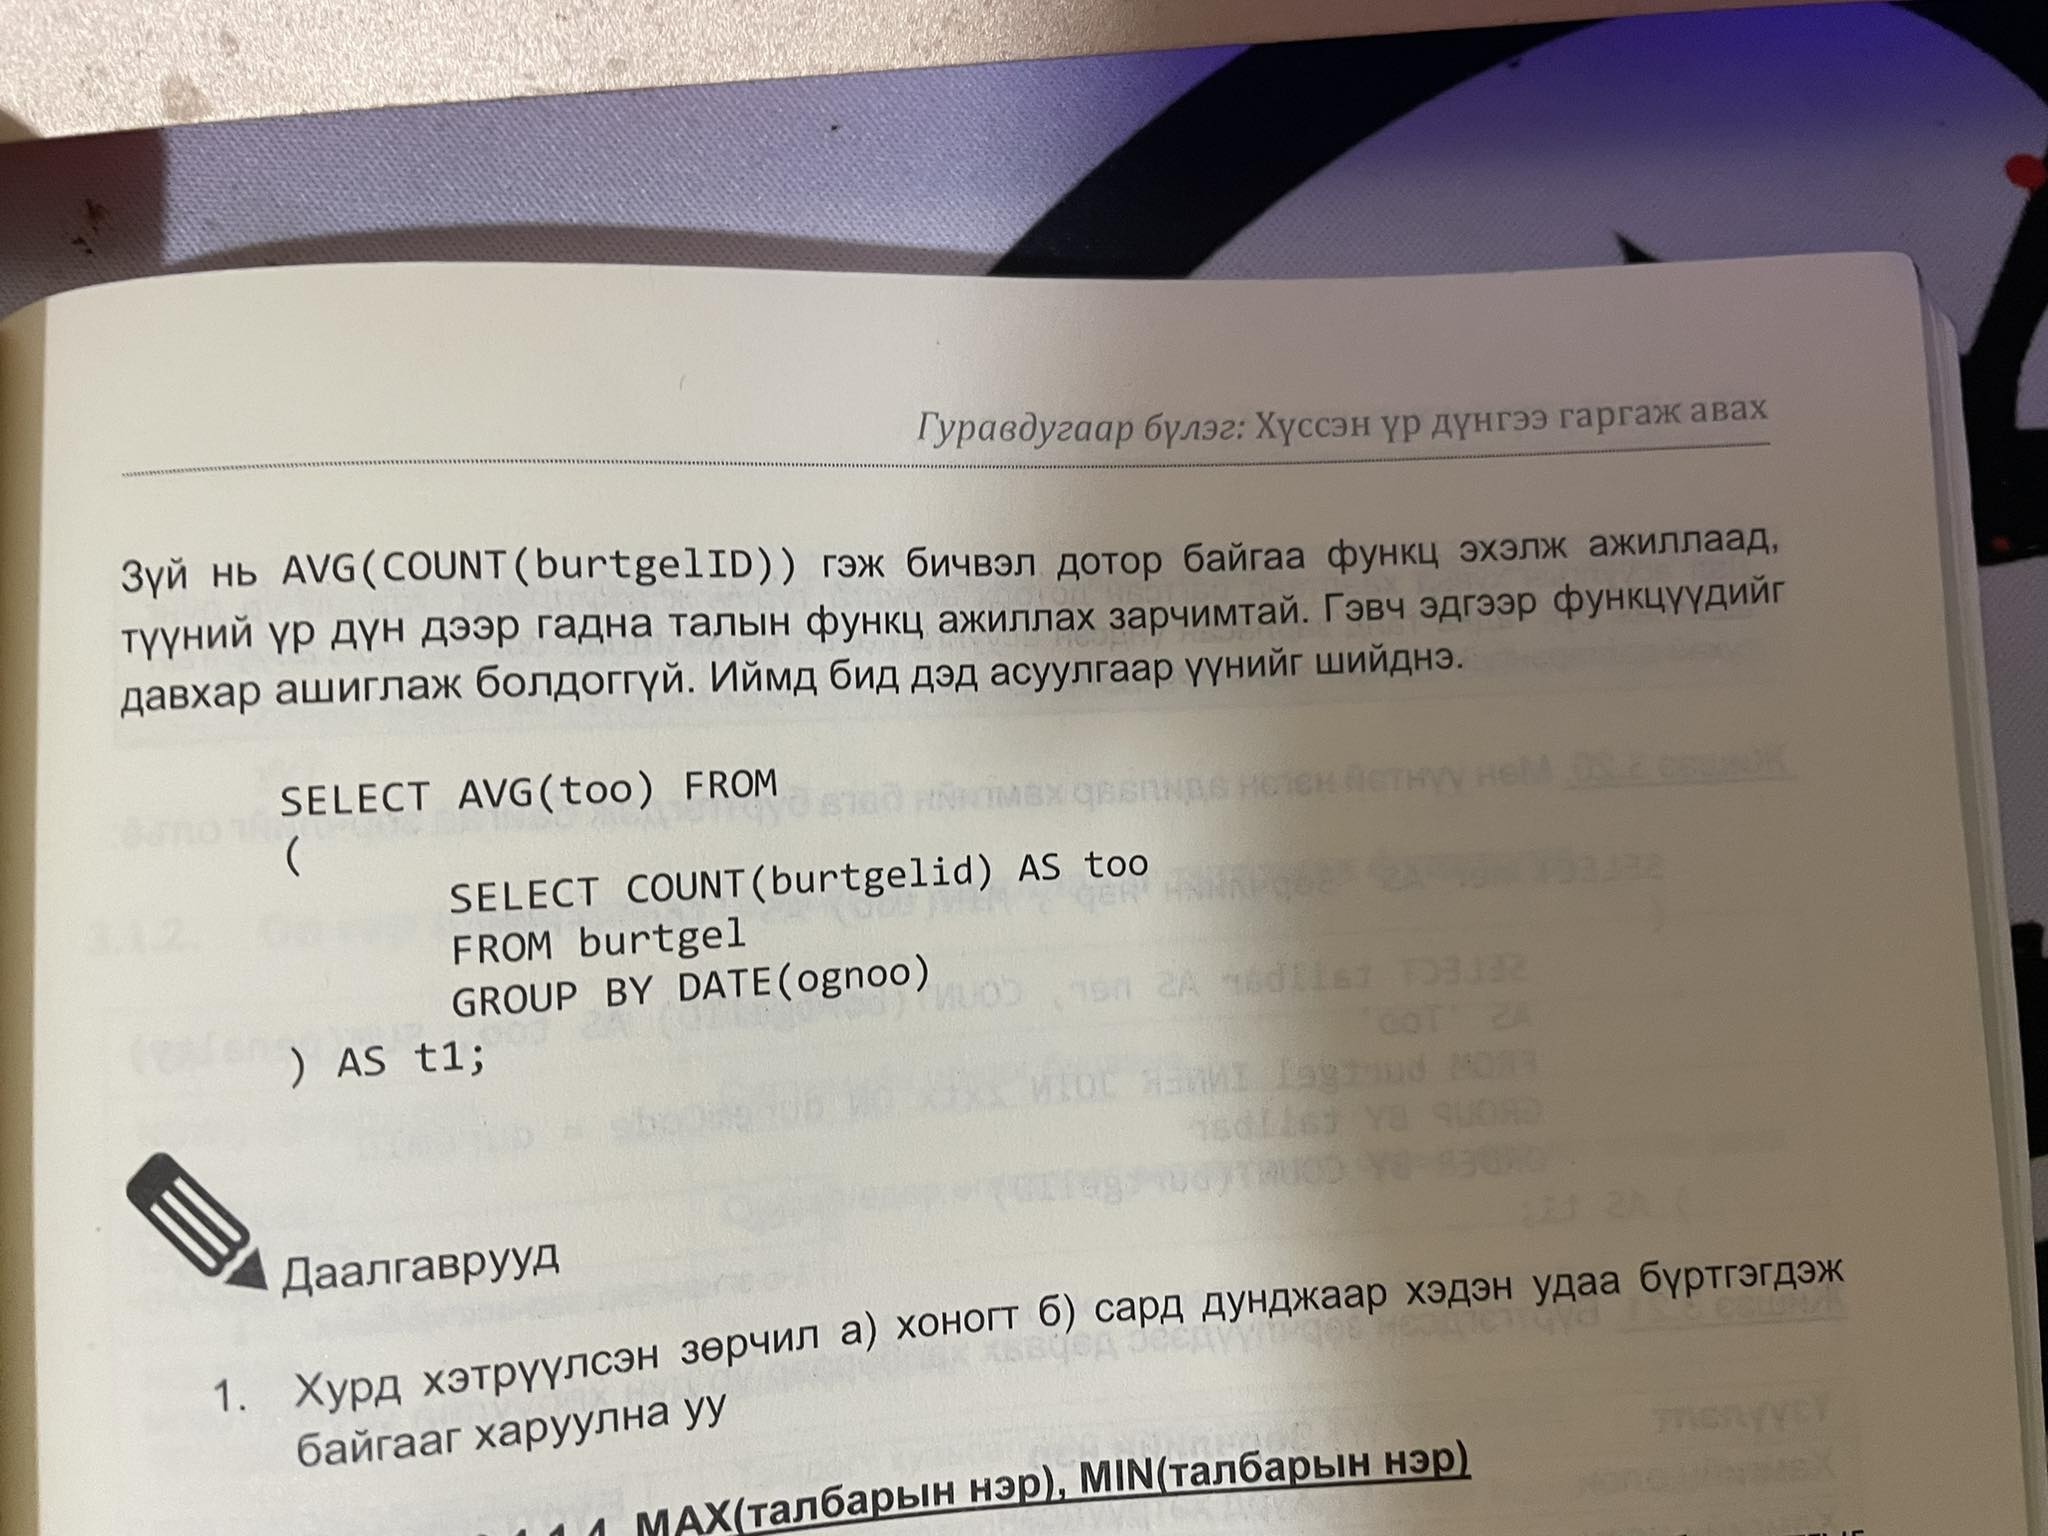 Гуравдугаар бүлэг: Хүссэн үр дүнгээ гаргаж авах
Зүй нь AVG(COUNT(burtgelID)) гэж бичвэл дотор байгаа функц эхэлж ажиллаад,
түүний үр дүн дээр гадна талын функц ажиллах зарчимтай. Гэвч эдгээр функцүүдийг
давхар ашиглаж болдоггүй. Иймд бид дэд асуулгаар үүнийг шийднэ.
SELECT AVG(too) FROM
(
SELECT COUNT(burtgelid) AS too
FROM burtgel
GROUP BY DATE(ognoo)
) AS t1;
Даалгаврууд
1. Хурд хэтрүүлсэн зөрчил а) хоногт б) сард дунджаар хэдэн удаа бүртгэгдэж
байгааг харуулна уу
MAX(талбарын нэр), MIN(талбарын нэр)